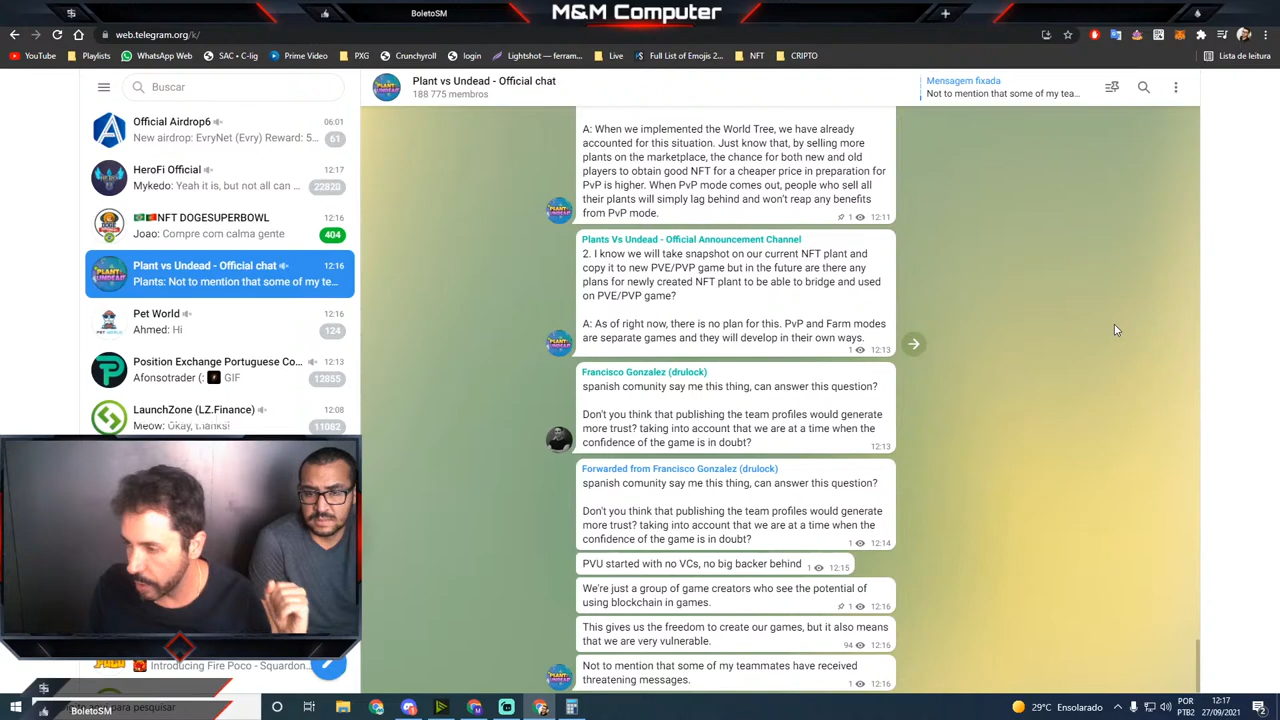 BoletoSM
M&M Computer
web.telegram.org/k/
YouTube
Playlists
WhatsApp Web
SAC • C-lig
Prime Video
PXG
Crunchyroll
login
Lightshot — ferram...
Live
Full List of Emojis 2...
NFT
CRIPTO
Lista de leitura
Buscar
Plant vs Undead - Official chat
188 775 membros
Mensagem fixada
Not to mention that some of my tea...
Official Airdrop6
06:01
New airdrop: EvryNet (Evry) Reward: 5...
61
HeroFi Official
12:17
Mykedo: Yeah it is, but not all can ...
22828
NFT DOGESUPERBOWL
12:16
Joao: Compre com calma gente
404
Plant vs Undead - Official chat
12:16
Plants: Not to mention that some of my te...
Pet World
12:16
Ahmed: Hi
124
Position Exchange Portuguese Co...
12:13
Afonsotrader (: GIF
12855
LaunchZone (LZ.Finance)
12:08
Meow: Okay, thanks!
11082
Introducing Fire Poco - Squardon...
A: When we implemented the World Tree, we have already
accounted for this situation. Just know that, by selling more
plants on the marketplace, the chance for both new and old
players to obtain good NFT for a cheaper price in preparation for
PvP is higher. When PvP mode comes out, people who sell all
their plants will simply lag behind and won't reap any benefits
from PvP mode.
1 12:11
Plants Vs Undead - Official Announcement Channel
2. I know we will take snapshot on our current NFT plant and
copy it to new PVE/PVP game but in the future are there any
plans for newly created NFT plant to be able to bridge and used
on PVE/PVP game?
A: As of right now, there is no plan for this. PvP and Farm modes
are separate games and they will develop in their own ways.
1 12:13
Francisco Gonzalez (drulock)
spanish comunity say me this thing, can answer this question?
Don't you think that publishing the team profiles would generate
more trust? taking into account that we are at a time when the
confidence of the game is in doubt?
12:13
Forwarded from Francisco Gonzalez (drulock)
spanish comunity say me this thing, can answer this question?
Don't you think that publishing the team profiles would generate
more trust? taking into account that we are at a time when the
confidence of the game is in doubt?
1 12:14
PVU started with no VCs, no big backer behind
1 12:15
We're just a group of game creators who see the potential of
using blockchain in games.
1 12:16
This gives us the freedom to create our games, but it also means
that we are very vulnerable.
94 12:16
Not to mention that some of my teammates have received
threatening messages.
1 12:16
BoletoSM
aqui para pesquisar
29°C Ensolarado
POR
PTB2
12:17
27/09/2021